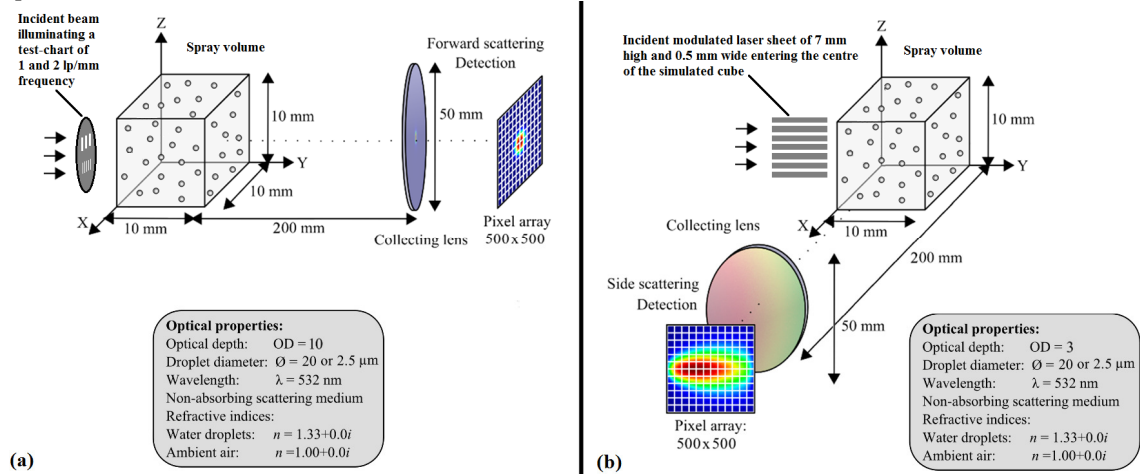 Incident beam
illuminating a
test-chart of
1 and 2 lp/mm
frequency
Z
Spray volume
Forward scattering
Detection
10 mm
50 mm
Y
10 mm
X
10 mm
200 mm
Collecting lens
Pixel array
500x500
Optical properties:
Optical depth: OD = 10
Droplet diameter: Ø = 20 or 2.5 µm
Wavelength: λ = 532 nm
Non-absorbing scattering medium
Refractive indices:
Water droplets: n = 1.33+0.0i
Ambient air: n =1.00+0.0i
(a)
Incident modulated laser sheet of 7 mm
high and 0.5 mm wide entering the centre
of the simulated cube
Z
Spray volume
10 mm
Y
X
10 mm
Collecting lens
200 mm
Side scattering
Detection
50 mm
Pixel array:
500x500
Optical properties:
Optical depth: OD = 3
Droplet diameter: Ø = 20 or 2.5 µm
Wavelength: λ = 532 nm
Non-absorbing scattering medium
Refractive indices:
Water droplets: n = 1.33+0.0i
Ambient air: n =1.00+0.0i
(b)